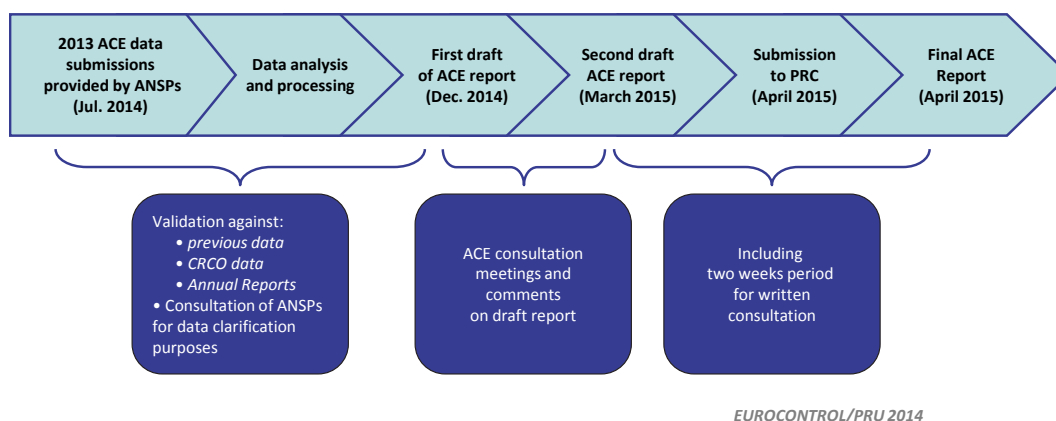 2013 ACE data
submissions
provided by ANSPs
(Jul. 2014)
Data analysis
and processing
First draft
of ACE report
(Dec. 2014)
Second draft
ACE report
(March 2015)
Submission
to PRC
(April 2015)
Final ACE
Report
(April 2015)
Validation against:
• previous data
• CRCO data
• Annual Reports
• Consultation of ANSPs
for data clarification
purposes
ACE consultation
meetings and
comments
on draft report
Including
two weeks period
for written
consultation
EUROCONTROL/PRU 2014